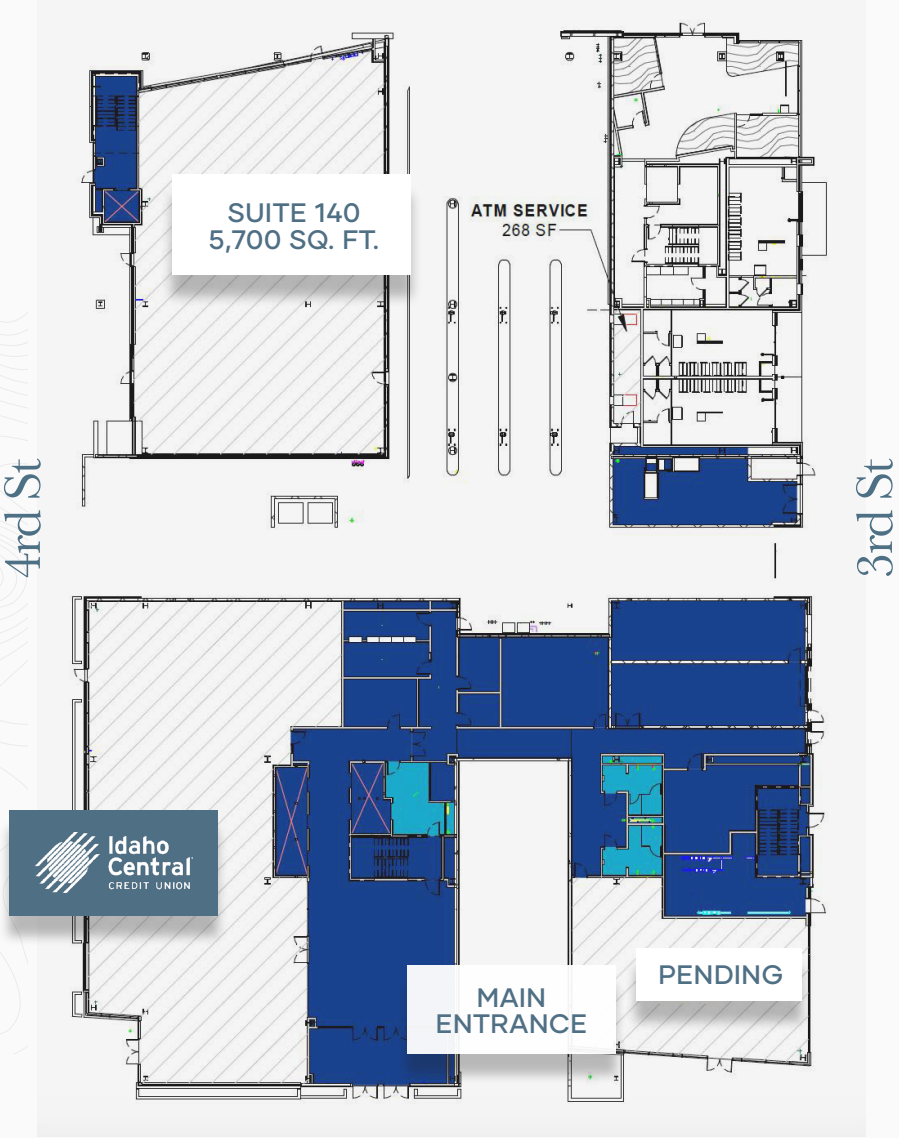 SUITE 140
5,700 SQ. FT.
ATM SERVICE
268 SF
4rd St
3rd St
Idaho
Central
CREDIT UNION
PENDING
MAIN
ENTRANCE